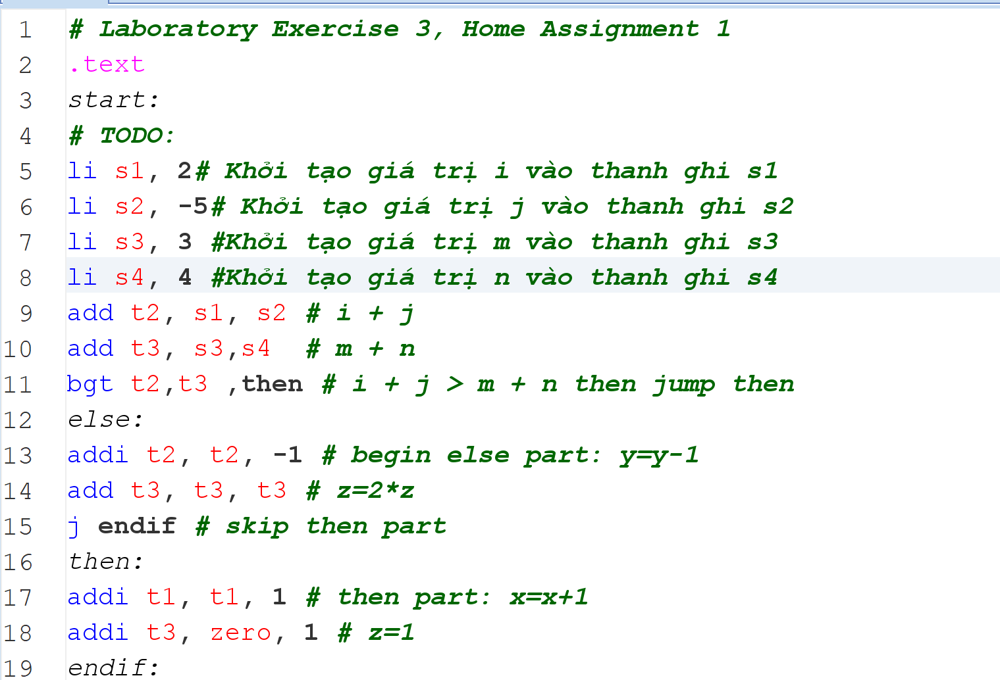 1 # Laboratory Exercise 3, Home Assignment 1
2 .text
3 start:
4 # TODO:
5 li s1, 2# Khởi tạo giá trị i vào thanh ghi s1
6 li s2, -5# Khởi tạo giá trị j vào thanh ghi s2
7 li s3, 3 #Khởi tạo giá trị m vào thanh ghi s3
8 li s4, 4 #Khởi tạo giá trị n vào thanh ghi s4
9 add t2, s1, s2 # i + j
10 add t3, s3,s4  # m + n
11 bgt t2,t3 ,then # i + j > m + n then jump then
12 else:
13 addi t2, t2, -1 # begin else part: y=y-1
14 add t3, t3, t3 # z=2*z
15 j endif # skip then part
16 then:
17 addi t1, t1, 1 # then part: x=x+1
18 addi t3, zero, 1 # z=1
19 endif: